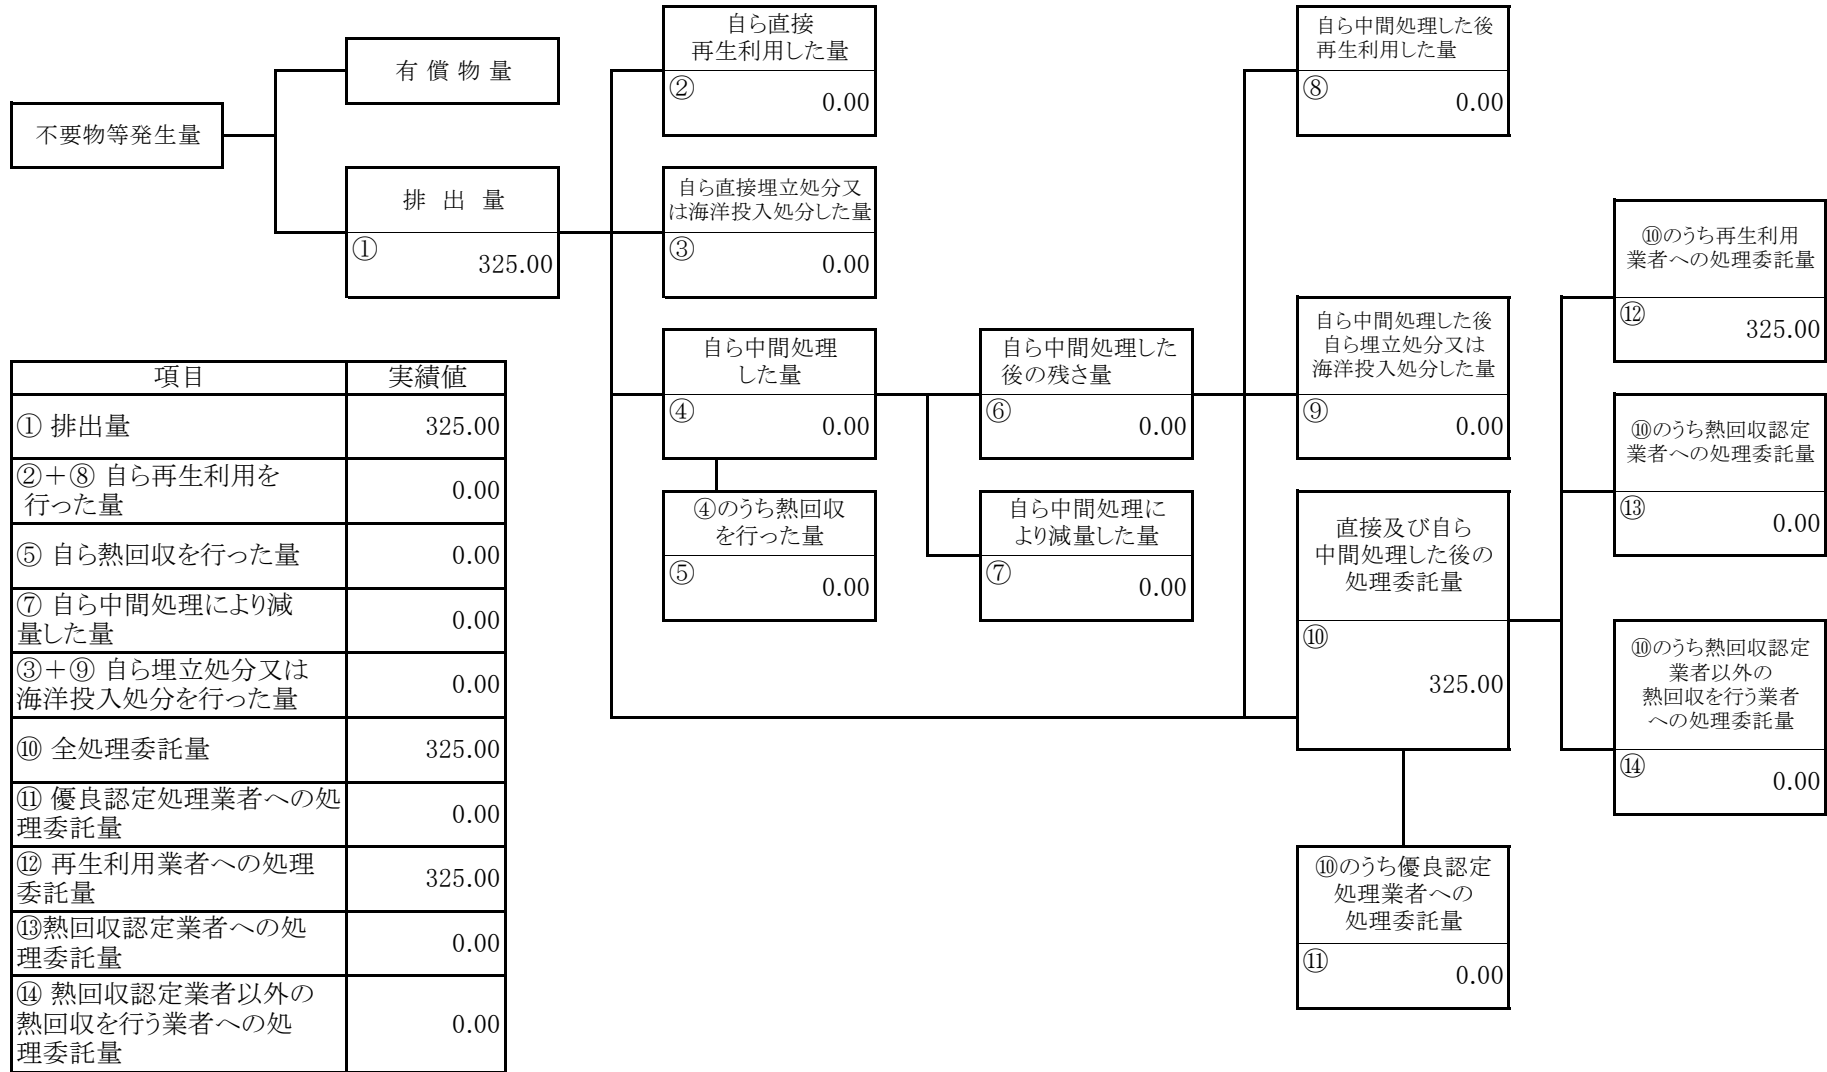 不要物等発生量
有 償 物 量
排 出 量
①
325.00
自ら直接
再生利用した量
②
0.00
自ら直接埋立処分又
は海洋投入処分した量
③
0.00
自ら中間処理
した量
④
0.00
④のうち熱回収
を行った量
⑤
0.00
自ら中間処理した
後の残さ量
⑥
0.00
自ら中間処理に
より減量した量
⑦
0.00
自ら中間処理した後
再生利用した量
⑧
0.00
自ら中間処理した後
自ら埋立処分又は
海洋投入処分した量
⑨
0.00
直接及び自ら
中間処理した後の
処理委託量
⑩
325.00
⑩のうち優良認定
処理業者への
処理委託量
⑪
0.00
⑩のうち再生利用
業者への処理委託量
⑫
325.00
⑩のうち熱回収認定
業者への処理委託量
⑬
0.00
⑩のうち熱回収認定
業者以外の
熱回収を行う業者
への処理委託量
⑭
0.00
項目 実績値
① 排出量 325.00
②＋⑧ 自ら再生利用を
行った量 0.00
⑤ 自ら熱回収を行った量 0.00
⑦ 自ら中間処理により減
量した量 0.00
③＋⑨ 自ら埋立処分又は
海洋投入処分を行った量 0.00
⑩ 全処理委託量 325.00
⑪ 優良認定処理業者への処
理委託量 0.00
⑫ 再生利用業者への処理
委託量 325.00
⑬熱回収認定業者への処
理委託量 0.00
⑭ 熱回収認定業者以外の
熱回収を行う業者への処
理委託量 0.00